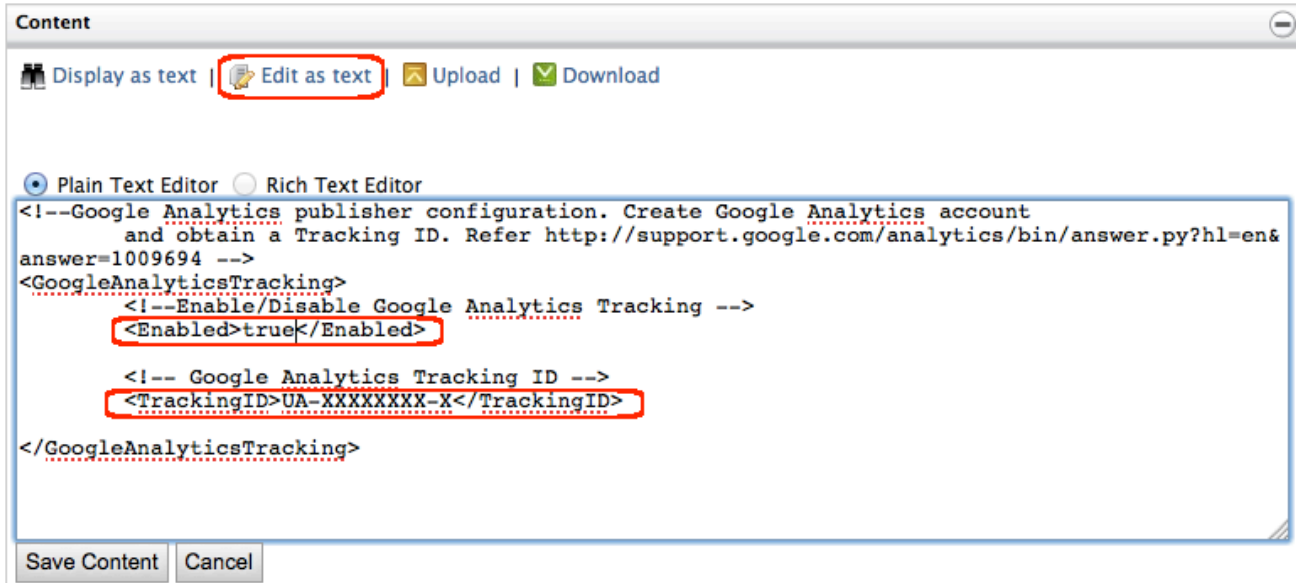 Content
Display as text | Edit as text | Upload | Download
Plain Text Editor Rich Text Editor
<!--Google Analytics publisher configuration. Create Google Analytics account
and obtain a Tracking ID. Refer http://support.google.com/analytics/bin/answer.py?hl=en&
answer=1009694 -->
<GoogleAnalyticsTracking>
<!--Enable/Disable Google Analytics Tracking -->
<Enabled>true</Enabled>
<!-- Google Analytics Tracking ID -->
<TrackingID>UA-XXXXXXXX-X</TrackingID>
</GoogleAnalyticsTracking>
Save Content Cancel